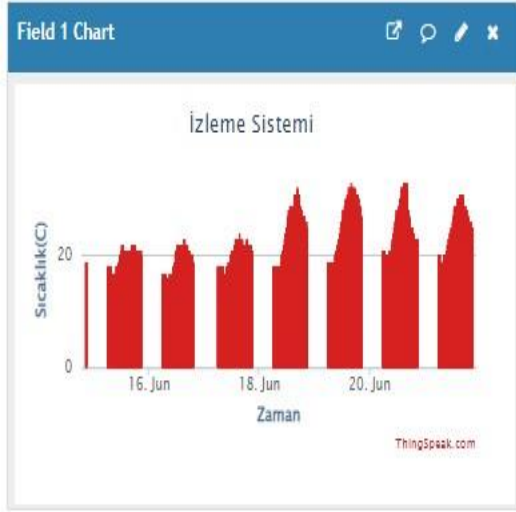 Field 1 Chart
İzleme Sistemi
Sıcaklık(C)
20
0
16. Jun
18. Jun
20. Jun
Zaman
ThingSpeak.com